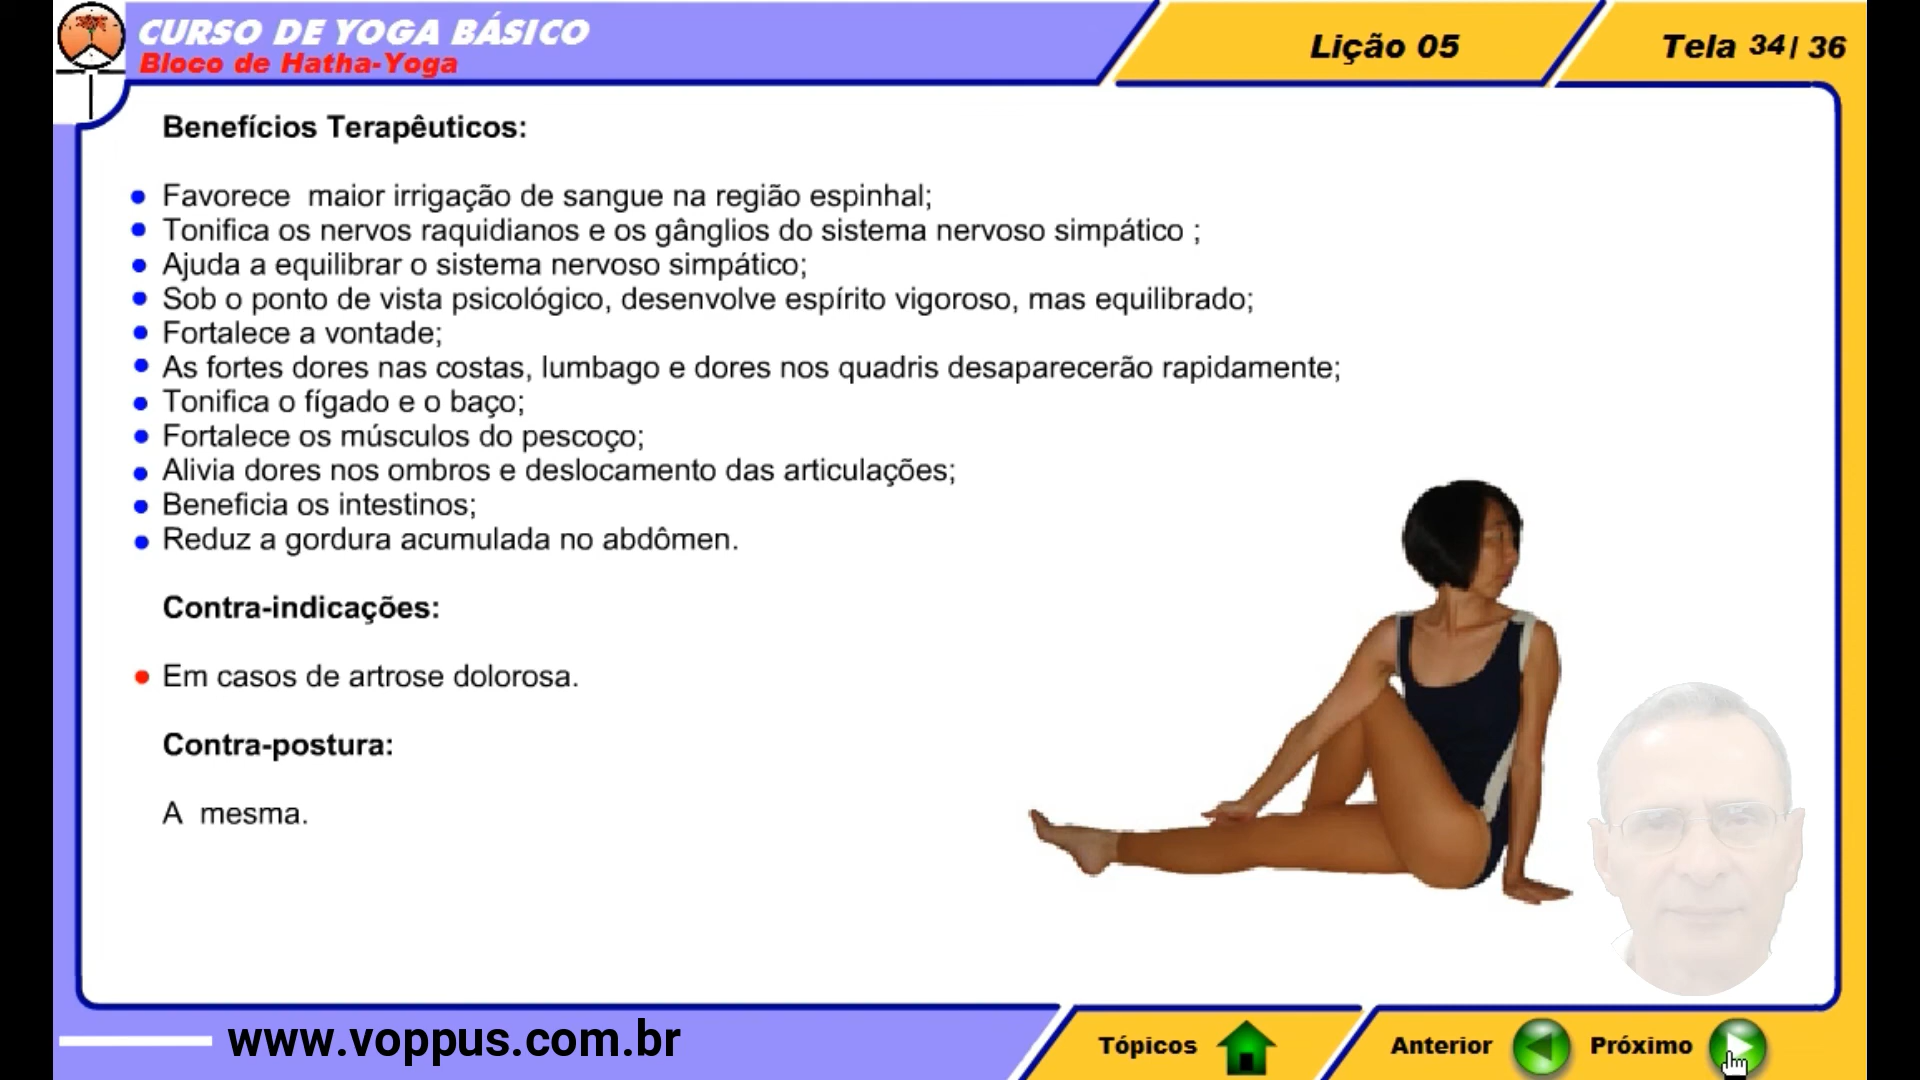 CURSO DE YOGA BÁSICO
Bloco de Hatha-Yoga
Lição 05
Tela 34 / 36
Benefícios Terapêuticos:
Favorece maior irrigação de sangue na região espinhal;
Tonifica os nervos raquidianos e os gânglios do sistema nervoso simpático ;
Ajuda a equilibrar o sistema nervoso simpático;
Sob o ponto de vista psicológico, desenvolve espírito vigoroso, mas equilibrado;
Fortalece a vontade;
As fortes dores nas costas, lumbago e dores nos quadris desaparecerão rapidamente;
Tonifica o fígado e o baço;
Fortalece os músculos do pescoço;
Alivia dores nos ombros e deslocamento das articulações;
Beneficia os intestinos;
Reduz a gordura acumulada no abdômen.
Contra-indicações:
Em casos de artrose dolorosa.
Contra-postura:
A mesma.
www.voppus.com.br
Tópicos
Anterior
Próximo